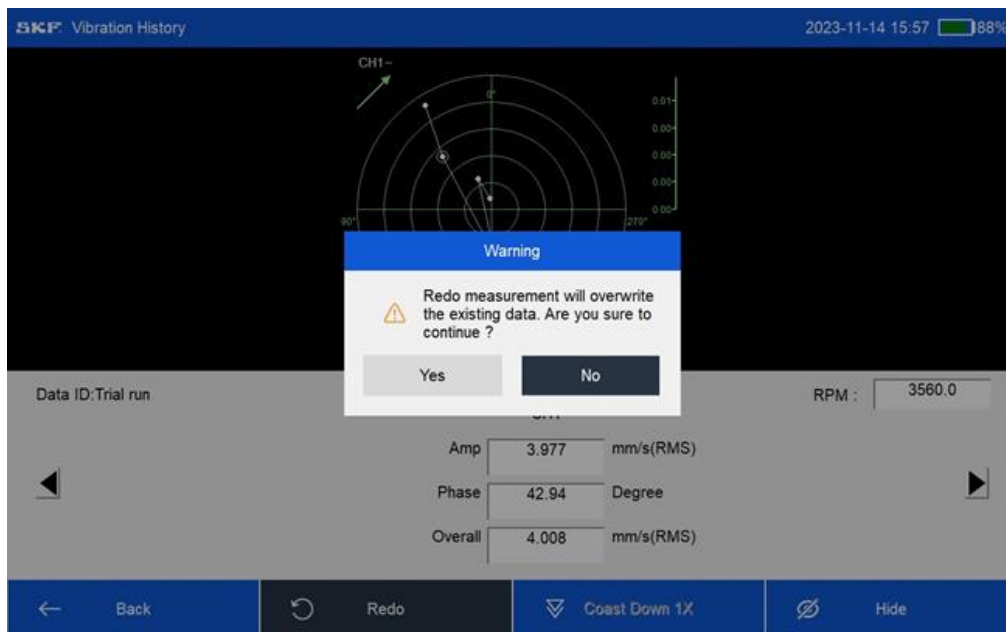 SKF. Vibration History
2023-11-14 15:57 88%
CH1~
0°
0.01
0.00
0.00
0.00
0.00
90°
270°
Warning
Redo measurement will overwrite
the existing data. Are you sure to
continue ?
Yes No
Data ID:Trial run
RPM : 3560.0
Amp 3.977 mm/s(RMS)
Phase 42.94 Degree
Overall 4.008 mm/s(RMS)
Back Redo Coast Down 1X Hide